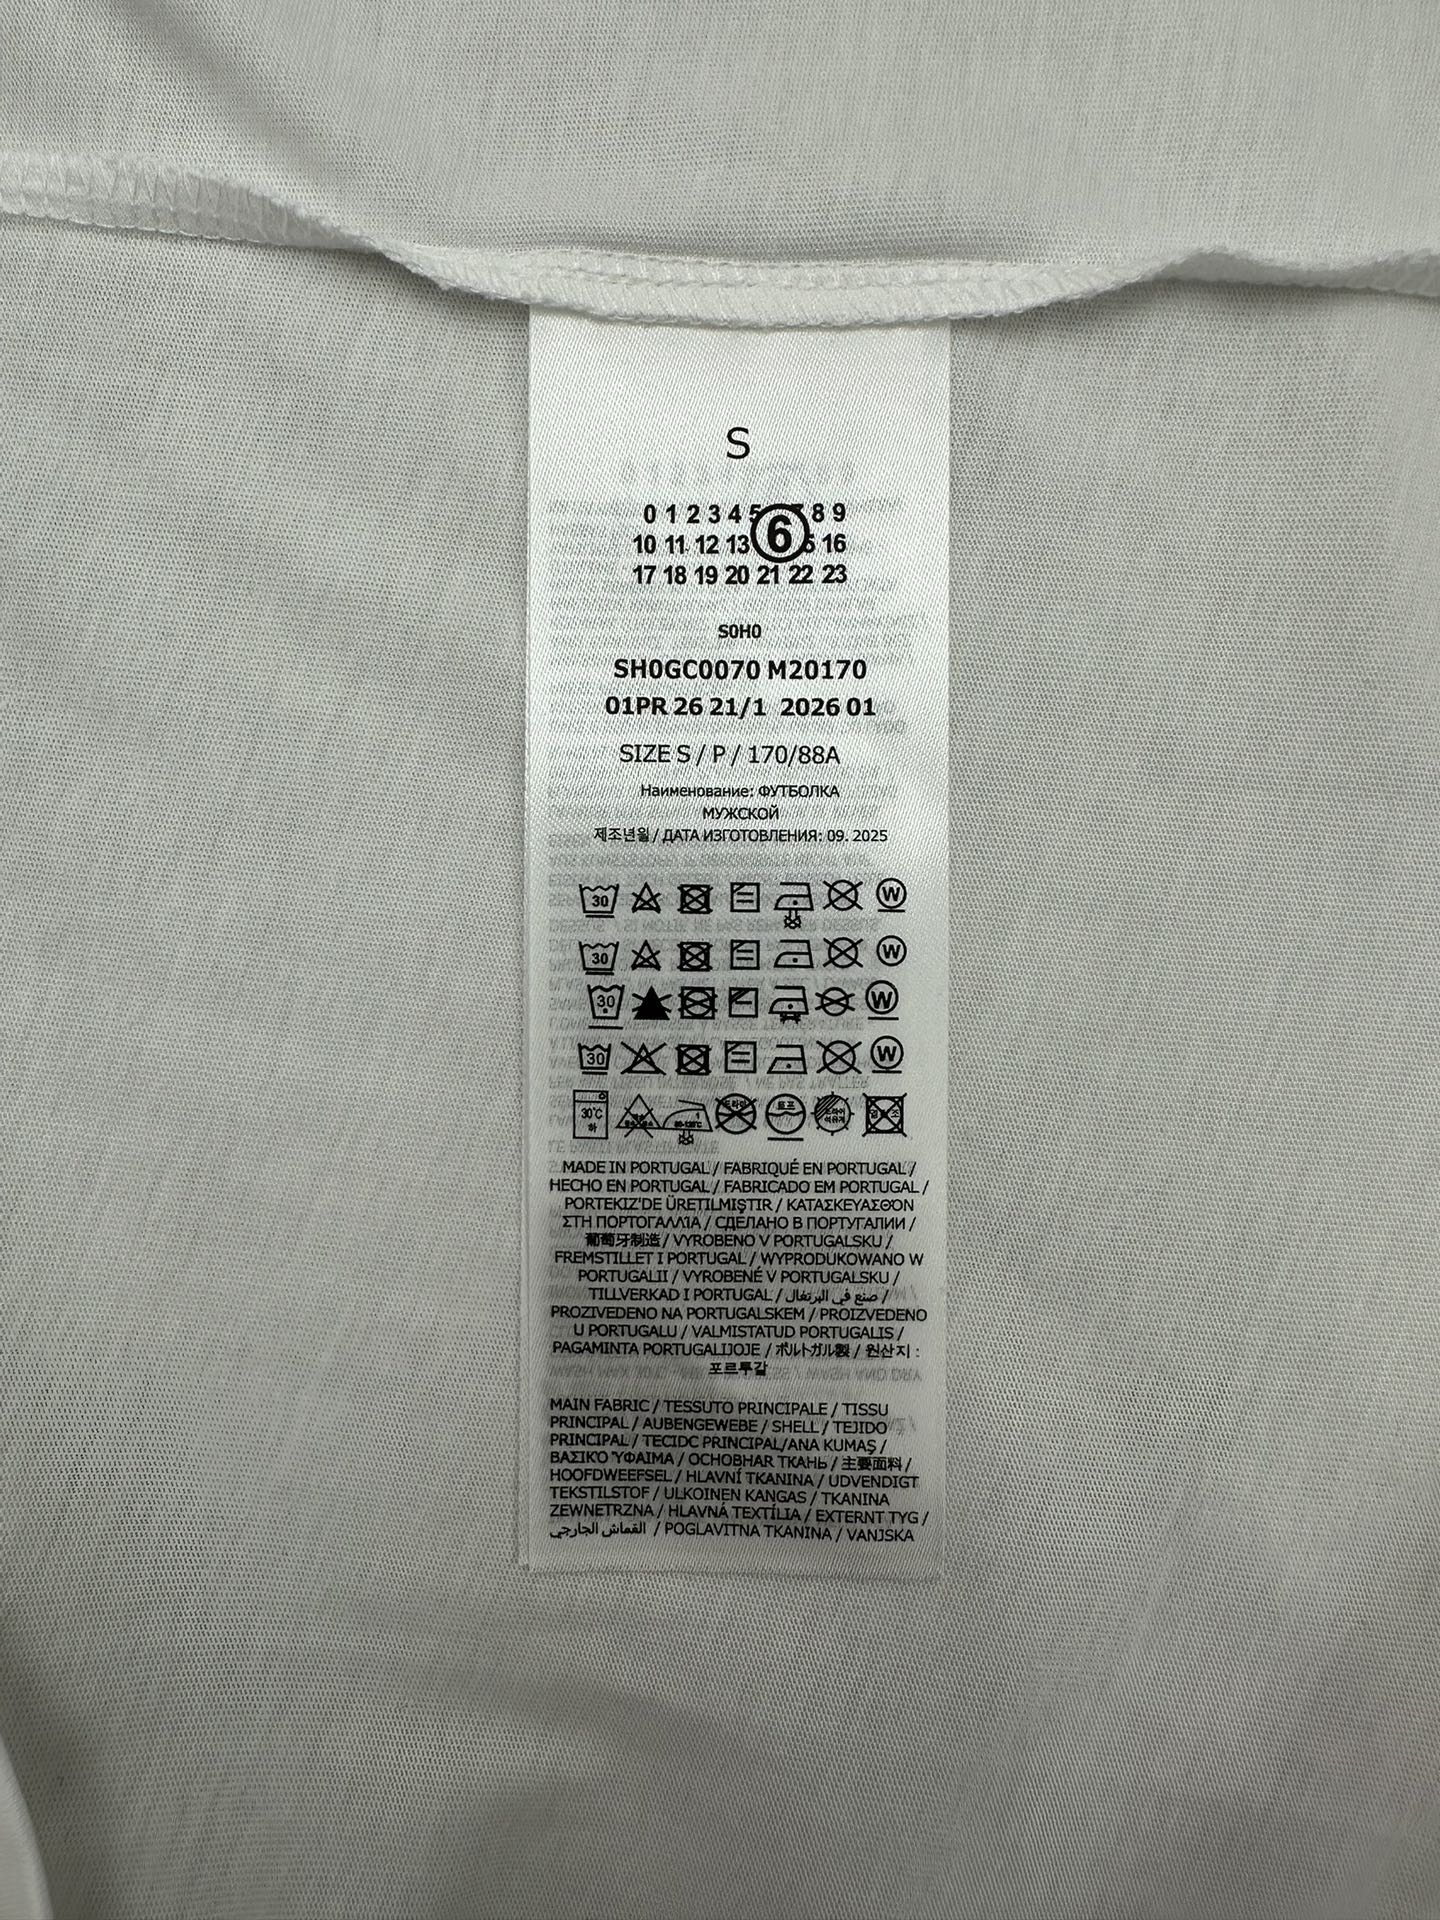 S
0 1 2 3 4 5 7 8 9
6
10 11 12 13 16
17 18 19 20 21 22 23
S0H0
SH0GC0070 M20170
01PR 26 21/1 2026 01
SIZE S / P / 170/88A
Наименование: ФУТБОЛКА
МУЖСКОЙ
제조년월 / ДАТА ИЗГОТОВЛЕНИЯ: 09. 2025
30 W
30 W
30 W
30 W
30°C
하
MADE IN PORTUGAL / FABRIQUÉ EN PORTUGAL /
HECHO EN PORTUGAL / FABRICADO EM PORTUGAL /
PORTEKIZ'DE ÜRETILMIŞTIR / ΚΑΤΑΣΚΕΥΑΣΘΟΝ
ΣΤΗ ΠΟΡΤΟΓΑΛΛΊΑ / СДЕЛАНО В ПОРТУГАЛИИ /
葡萄牙制造 / VYROBENO V PORTUGALSKU /
FREMSTILLET I PORTUGAL / WYPRODUKOWANO W
PORTUGALII / VYROBENÉ V PORTUGALSKU /
TILLVERKAD I PORTUGAL / صنع في البرتغال /
PROZIVEDENO NA PORTUGALSKEM / PROIZVEDENO
U PORTUGALU / VALMISTATUD PORTUGALIS /
PAGAMINTA PORTUGALIJOJE / ポルトガル製 / 원산지 :
포르투갈
MAIN FABRIC / TESSUTO PRINCIPALE / TISSU
PRINCIPAL / AUBENGEWEBE / SHELL / TEJIDO
PRINCIPAL / TECIDC PRINCIPAL/ANA KUMAŞ /
ΒΑΣΙΚΌ ΎΦΑΙΜΑ / ОСНОВНАЯ ТКАНЬ / 主要面料 /
HOOFDWEEFSEL / HLAVNÍ TKANINA / UDVENDIGT
TEKSTILSTOF / ULKOINEN KANGAS / TKANINA
ZEWNETRZNA / HLAVNÁ TEXTÍLIA / EXTERNT TYG /
القماش الجارجي / POGLAVITNA TKANINA / VANJSKA